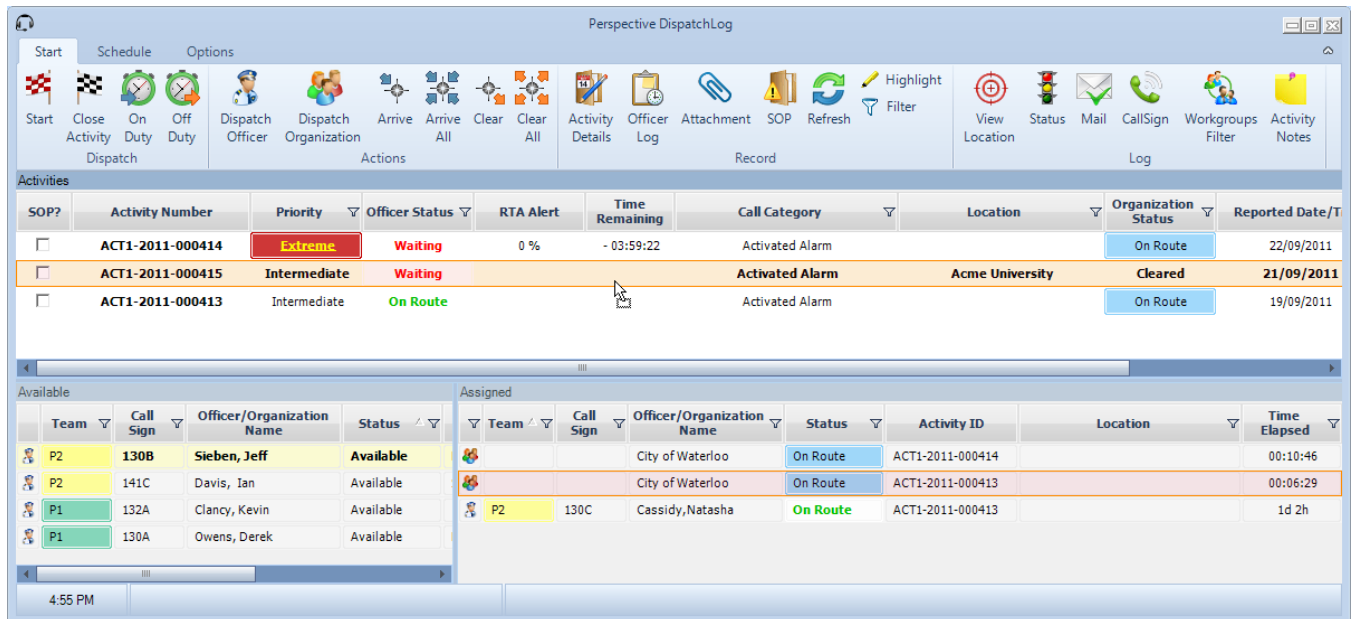 Perspective DispatchLog
Start Schedule Options
Start
Close Activity
On Duty
Off Duty
Dispatch
Dispatch Officer
Dispatch Organization
Arrive
Arrive All
Clear
Clear All
Actions
Activity Details
Officer Log
Attachment
SOP
Refresh
Highlight
Filter
Record
View Location
Status
Mail
CallSign
Workgroups Filter
Activity Notes
Log
Activities
SOP? Activity Number Priority Officer Status RTA Alert Time Remaining Call Category Location Organization Status Reported Date/T
ACT1-2011-000414 Extreme Waiting 0 % - 03:59:22 Activated Alarm On Route 22/09/2011
ACT1-2011-000415 Intermediate Waiting Activated Alarm Acme University Cleared 21/09/2011
ACT1-2011-000413 Intermediate On Route Activated Alarm On Route 19/09/2011
Available
Team Call Sign Officer/Organization Name Status
P2 130B Sieben, Jeff Available
P2 141C Davis, Ian Available
P1 132A Clancy, Kevin Available
P1 130A Owens, Derek Available
Assigned
Team Call Sign Officer/Organization Name Status Activity ID Location Time Elapsed
City of Waterloo On Route ACT1-2011-000414 00:10:46
City of Waterloo On Route ACT1-2011-000413 00:06:29
P2 130C Cassidy,Natasha On Route ACT1-2011-000413 1d 2h
4:55 PM